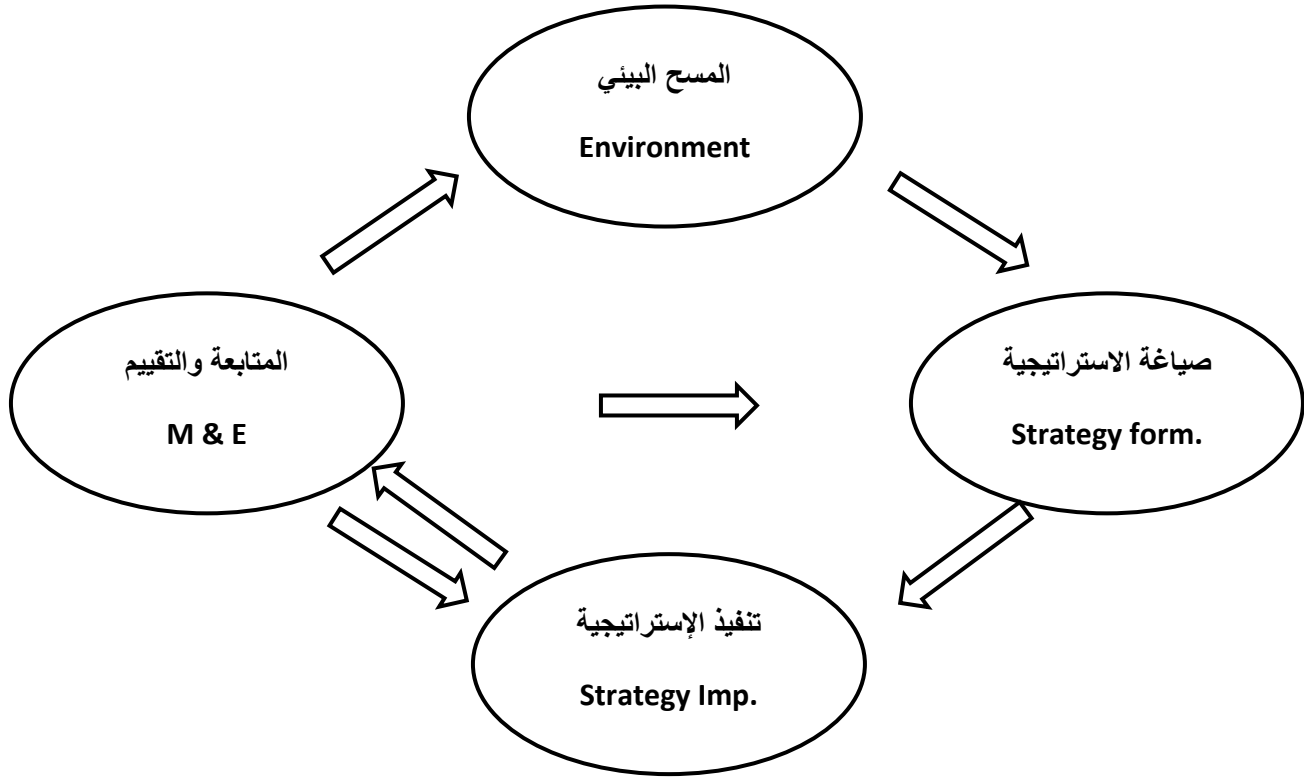 المسح البيئي
Environment
المتابعة والتقييم
M & E
صياغة الاستراتيجية
Strategy form.
تنفيذ الإستراتيجية
Strategy Imp.